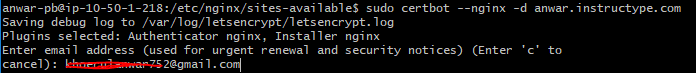 anwar-pb@ip-10-50-1-218:/etc/nginx/sites-available$ sudo certbot --nginx -d anwar.instructype.com
Saving debug log to /var/log/letsencrypt/letsencrypt.log
Plugins selected: Authenticator nginx, Installer nginx
Enter email address (used for urgent renewal and security notices) (Enter 'c' to
cancel): @gmail.com